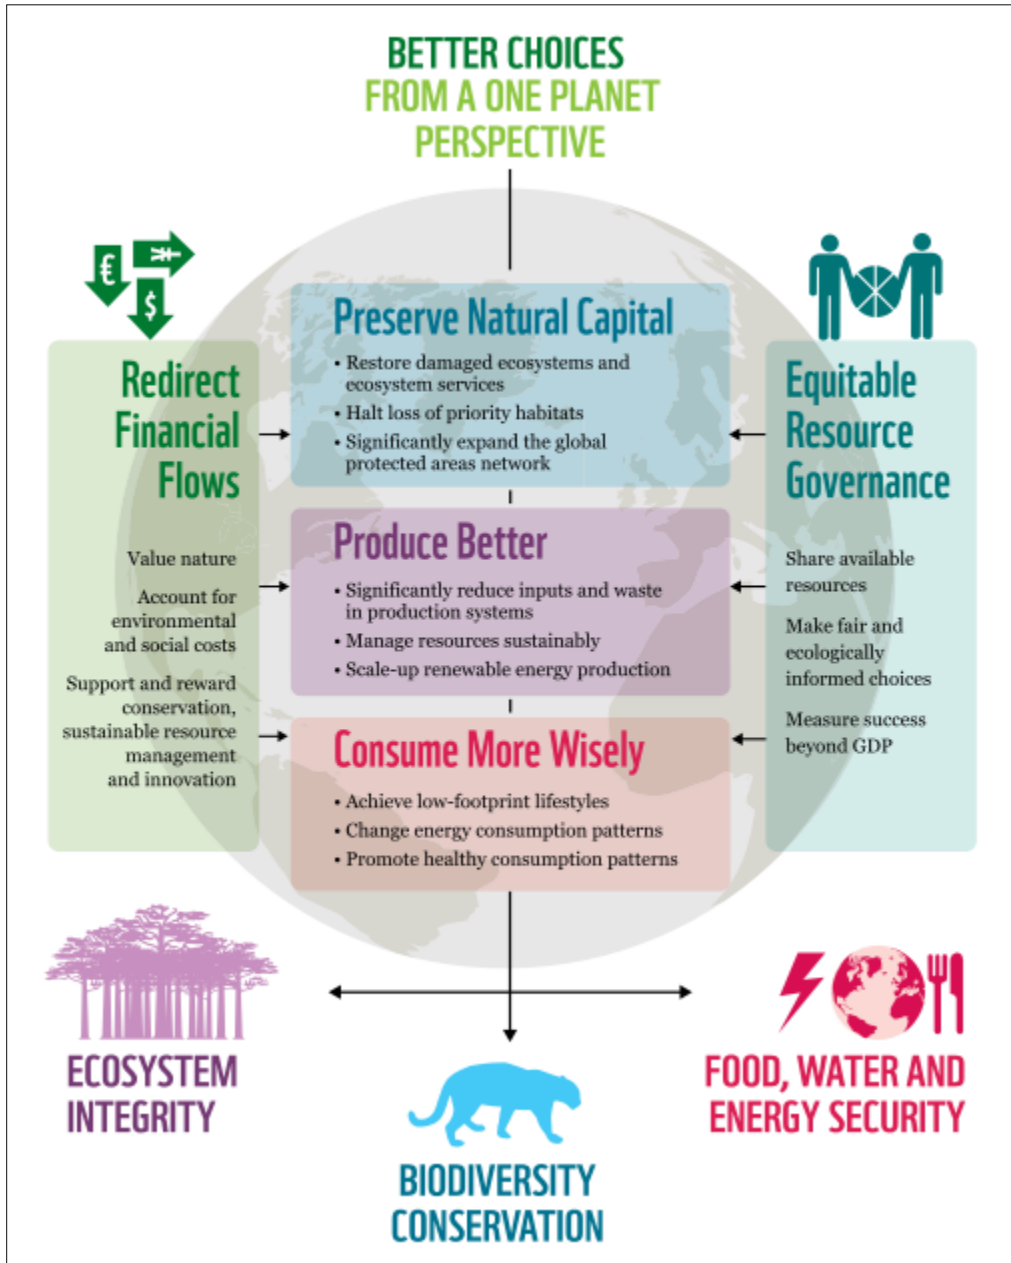 BETTER CHOICES
FROM A ONE PLANET
PERSPECTIVE
€
¥
$
Redirect
Financial
Flows
Value nature
Account for
environmental
and social costs
Support and reward
conservation,
sustainable resource
management
and innovation
Preserve Natural Capital
• Restore damaged ecosystems and
ecosystem services
• Halt loss of priority habitats
• Significantly expand the global
protected areas network
Produce Better
• Significantly reduce inputs and waste
in production systems
• Manage resources sustainably
• Scale-up renewable energy production
Consume More Wisely
• Achieve low-footprint lifestyles
• Change energy consumption patterns
• Promote healthy consumption patterns
Equitable
Resource
Governance
Share available
resources
Make fair and
ecologically
informed choices
Measure success
beyond GDP
ECOSYSTEM
INTEGRITY
BIODIVERSITY
CONSERVATION
FOOD, WATER AND
ENERGY SECURITY